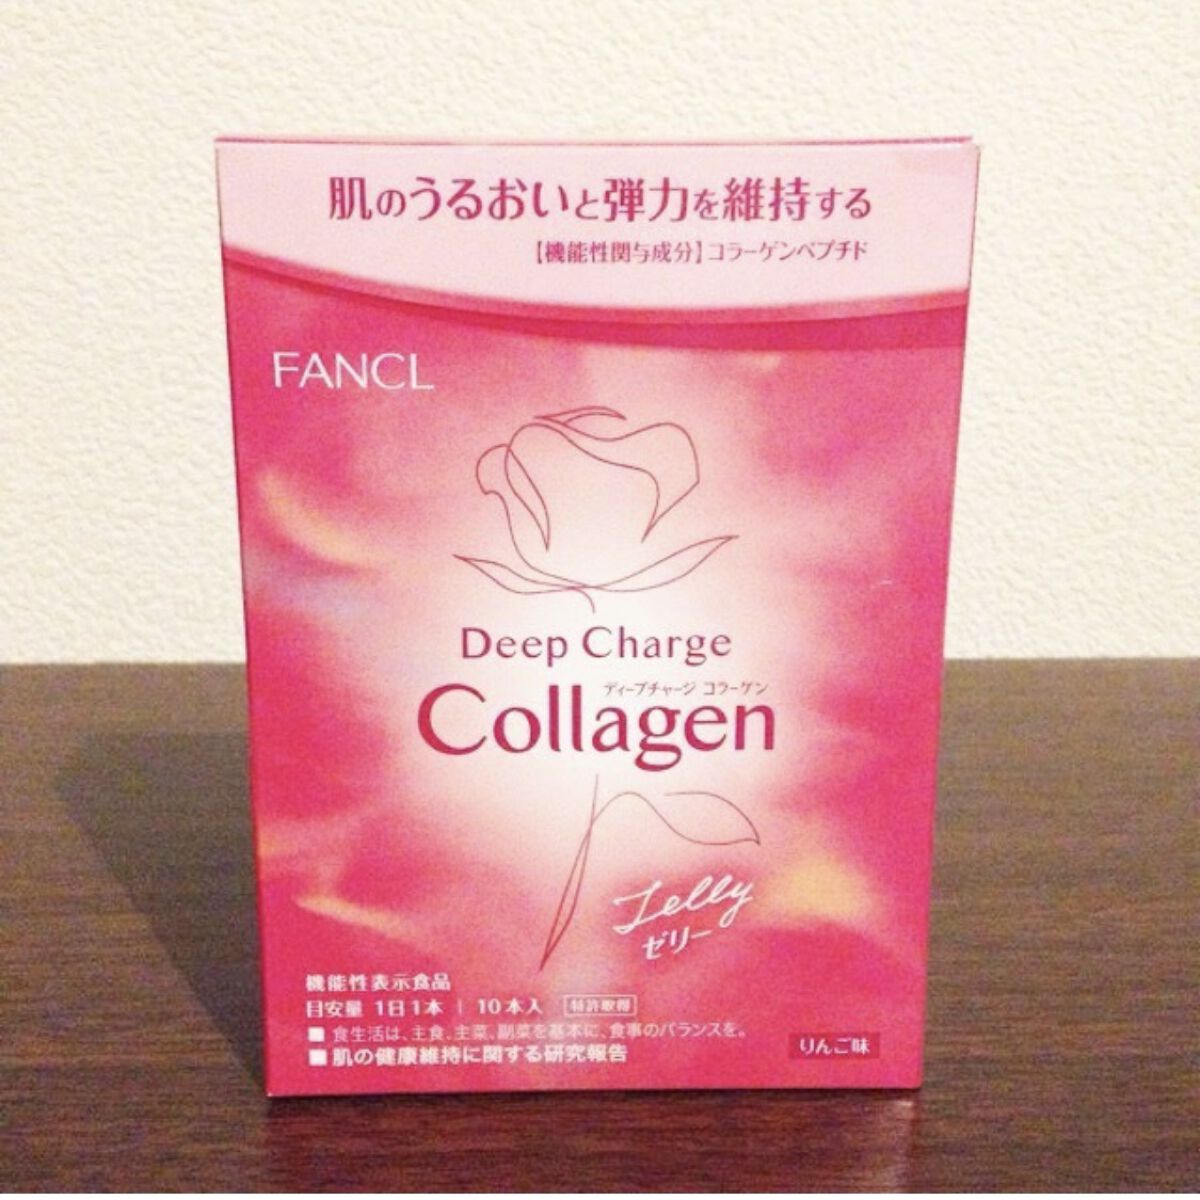 肌のうるおいと弾力を維持する
【機能性関与成分】コラーゲンペプチド
FANCL
Deep Charge
ディープチャージ コラーゲン
Collagen
Jelly
ゼリー
機能性表示食品
目安量 1日1本 | 10本入 特許取得
■ 食生活は、主食、主菜、副菜を基本に、食事のバランスを。
■ 肌の健康維持に関する研究報告
りんご味